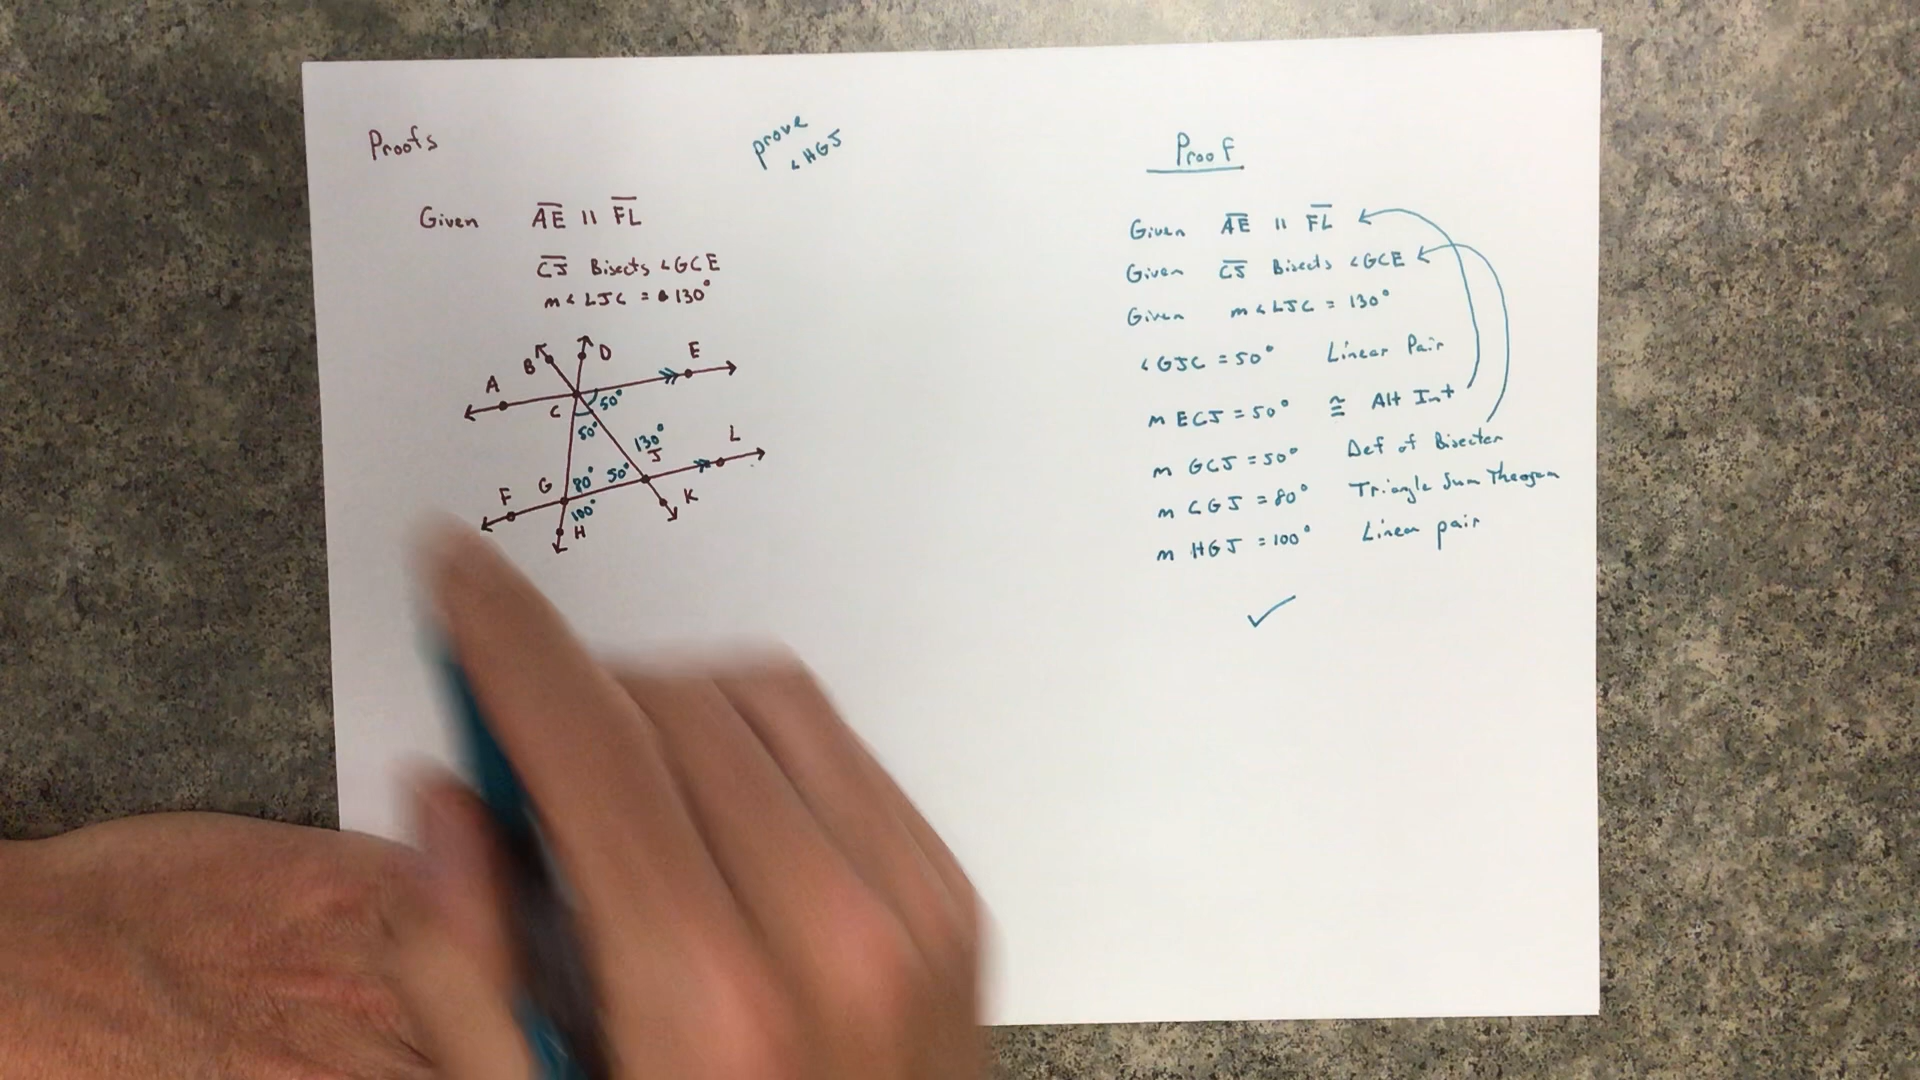 Proofs
prove
∠HGJ
Given AE || FL
CJ Bisects ∠GCE
m∠LJC = 130°
B
D
E
A
C
50°
50°
130°
J
L
F
G
80°
50°
K
100°
H
Proof
Given AE || FL
Given CJ Bisects ∠GCE
Given m∠LJC = 130°
∠GJC = 50° Linear Pair
m ECJ = 50° ≅ Alt Int
m GCJ = 50° Def of Bisecter
m CGJ = 80° Triangle Sum Theorem
m HGJ = 100° Linear pair